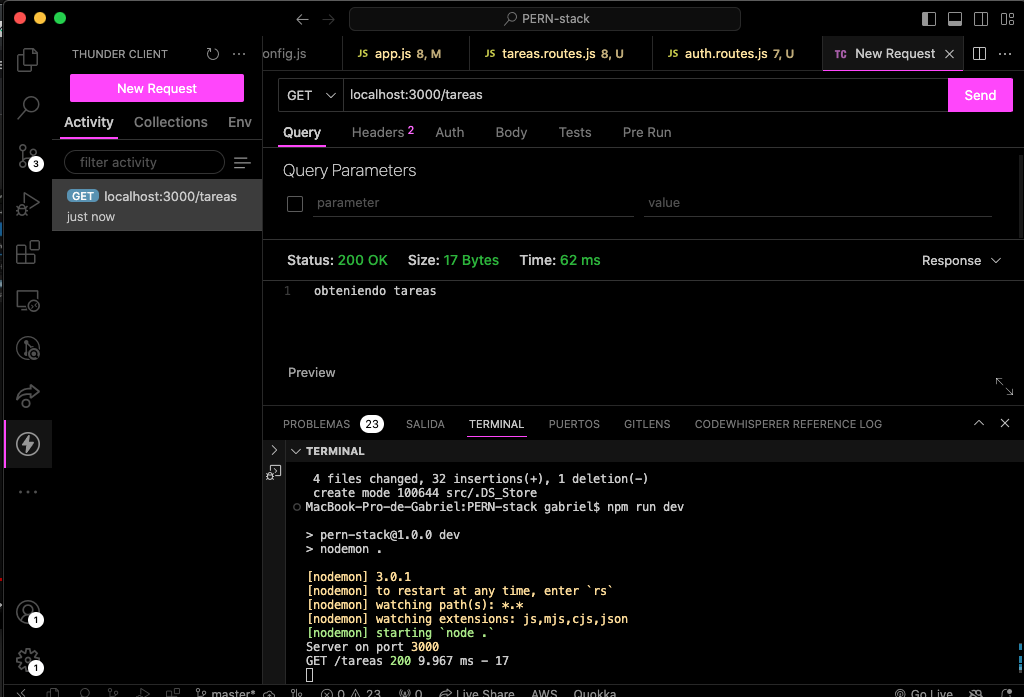 PERN-stack
THUNDER CLIENT
New Request
Activity Collections Env
filter activity
GET localhost:3000/tareas
just now
3
1
1
onfig.js
JS app.js 8, M
JS tareas.routes.js 8, U
JS auth.routes.js 7, U
TC New Request
GET localhost:3000/tareas Send
Query Headers 2 Auth Body Tests Pre Run
Query Parameters
parameter value
Status: 200 OK Size: 17 Bytes Time: 62 ms Response
1 obteniendo tareas
Preview
PROBLEMAS 23 SALIDA TERMINAL PUERTOS GITLENS CODEWHISPERER REFERENCE LOG
TERMINAL
4 files changed, 32 insertions(+), 1 deletion(-)
create mode 100644 src/.DS_Store
MacBook-Pro-de-Gabriel:PERN-stack gabriel$ npm run dev
> pern-stack@1.0.0 dev
> nodemon .
[nodemon] 3.0.1
[nodemon] to restart at any time, enter `rs`
[nodemon] watching path(s): *.*
[nodemon] watching extensions: js,mjs,cjs,json
[nodemon] starting `node .`
Server on port 3000
GET /tareas 200 9.967 ms - 17
master* 0 23 0 Live Share AWS Quokka Go Live